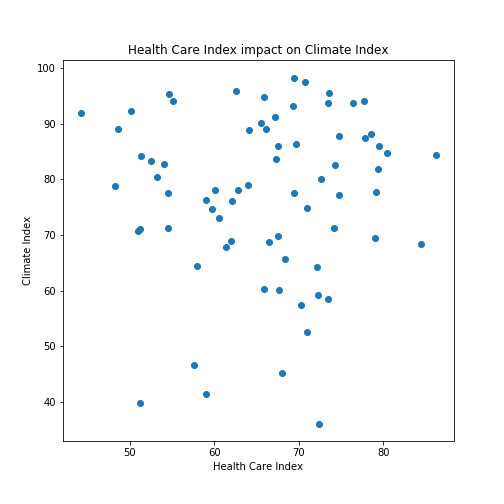 Health Care Index impact on Climate Index
100
90
80
70
60
50
40
Climate Index
50 60 70 80
Health Care Index